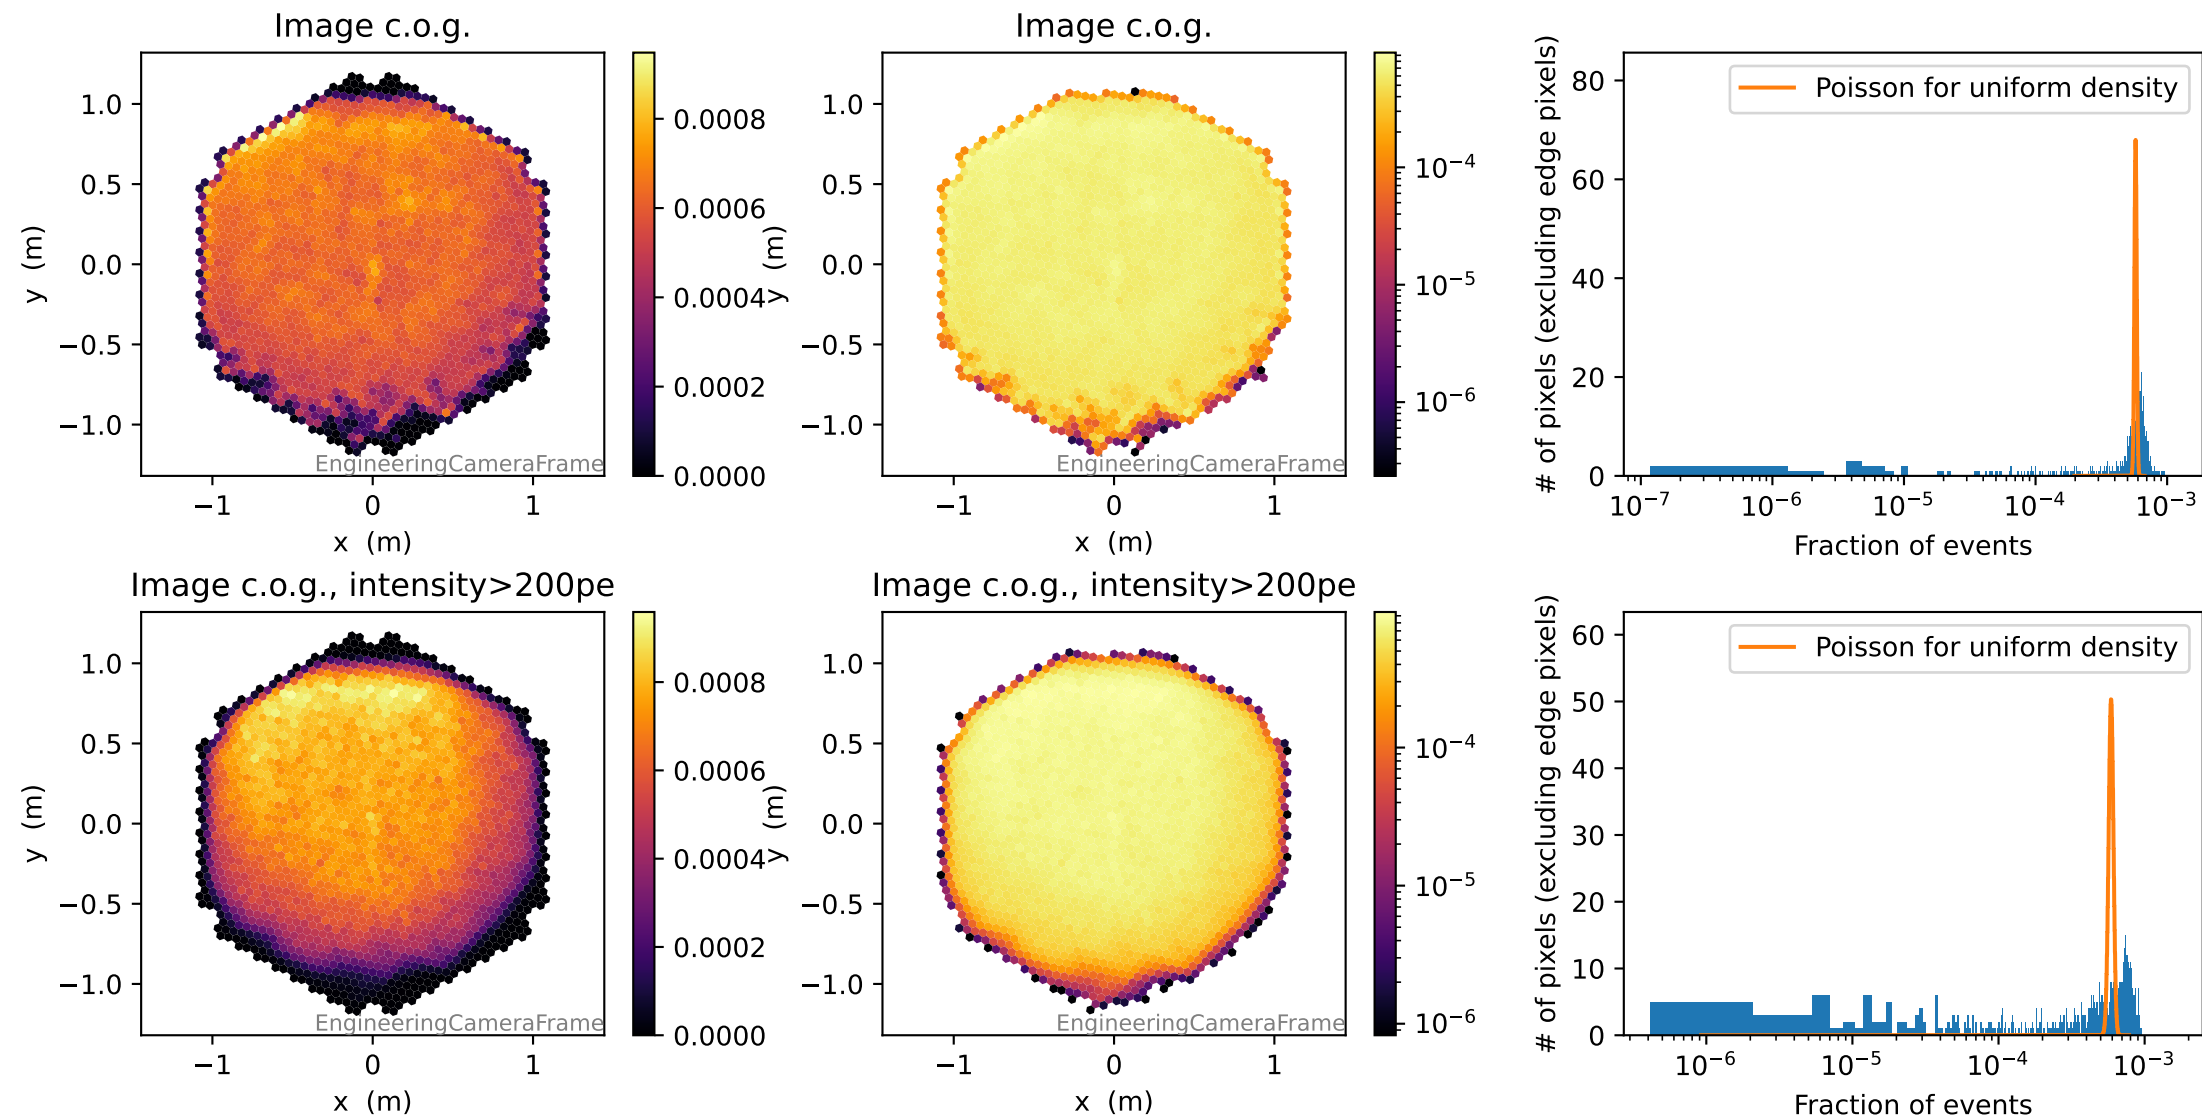 Image c.o.g.
1.0
0.5
0.0
−0.5
−1.0
y (m)
−1 0 1
x (m)
EngineeringCameraFrame
0.0008
0.0006
0.0004
0.0002
0.0000
Image c.o.g.
1.0
0.5
0.0
−0.5
−1.0
y (m)
−1 0 1
x (m)
EngineeringCameraFrame
10⁻⁴
10⁻⁵
10⁻⁶
Poisson for uniform density
80
60
40
20
0
# of pixels (excluding edge pixels)
10⁻⁷ 10⁻⁶ 10⁻⁵ 10⁻⁴ 10⁻³
Fraction of events
Image c.o.g., intensity>200pe
1.0
0.5
0.0
−0.5
−1.0
y (m)
−1 0 1
x (m)
EngineeringCameraFrame
0.0008
0.0006
0.0004
0.0002
0.0000
Image c.o.g., intensity>200pe
1.0
0.5
0.0
−0.5
−1.0
y (m)
−1 0 1
x (m)
EngineeringCameraFrame
10⁻⁴
10⁻⁵
10⁻⁶
Poisson for uniform density
60
50
40
30
20
10
0
# of pixels (excluding edge pixels)
10⁻⁶ 10⁻⁵ 10⁻⁴ 10⁻³
Fraction of events